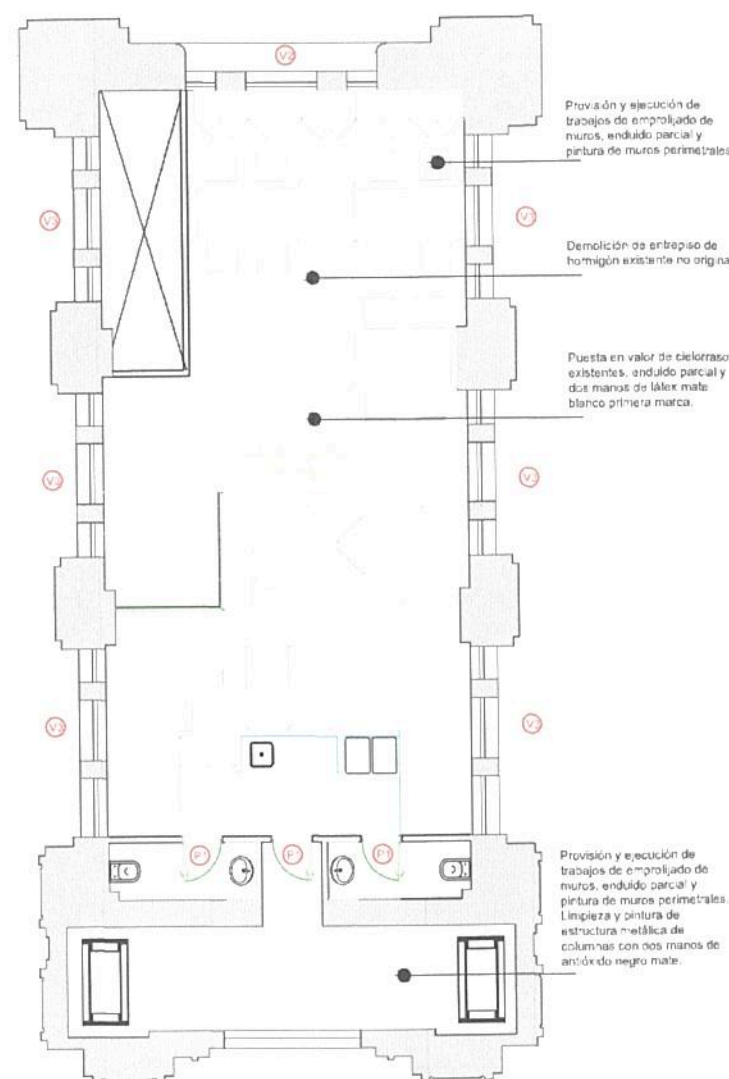 V2
Provisión y ejecución de
trabajos de emprolijado de
muros, enduido parcial y
pintura de muros perimetrales
V3
V3
Demolición de entrepiso de
hormigón existente no origina
Puesta en valor de cielorraso
existentes, enduido parcial y
dos manos de látex mate
blanco primera marca.
V3
V3
V3
V3
P1
P1
Provisión y ejecución de
trabajos de emprolijado de
muros, enduido parcial y
pintura de muros perimetrales.
Limpieza y pintura de
estructura metálica de
columnas con dos manos de
antióxido negro mate.